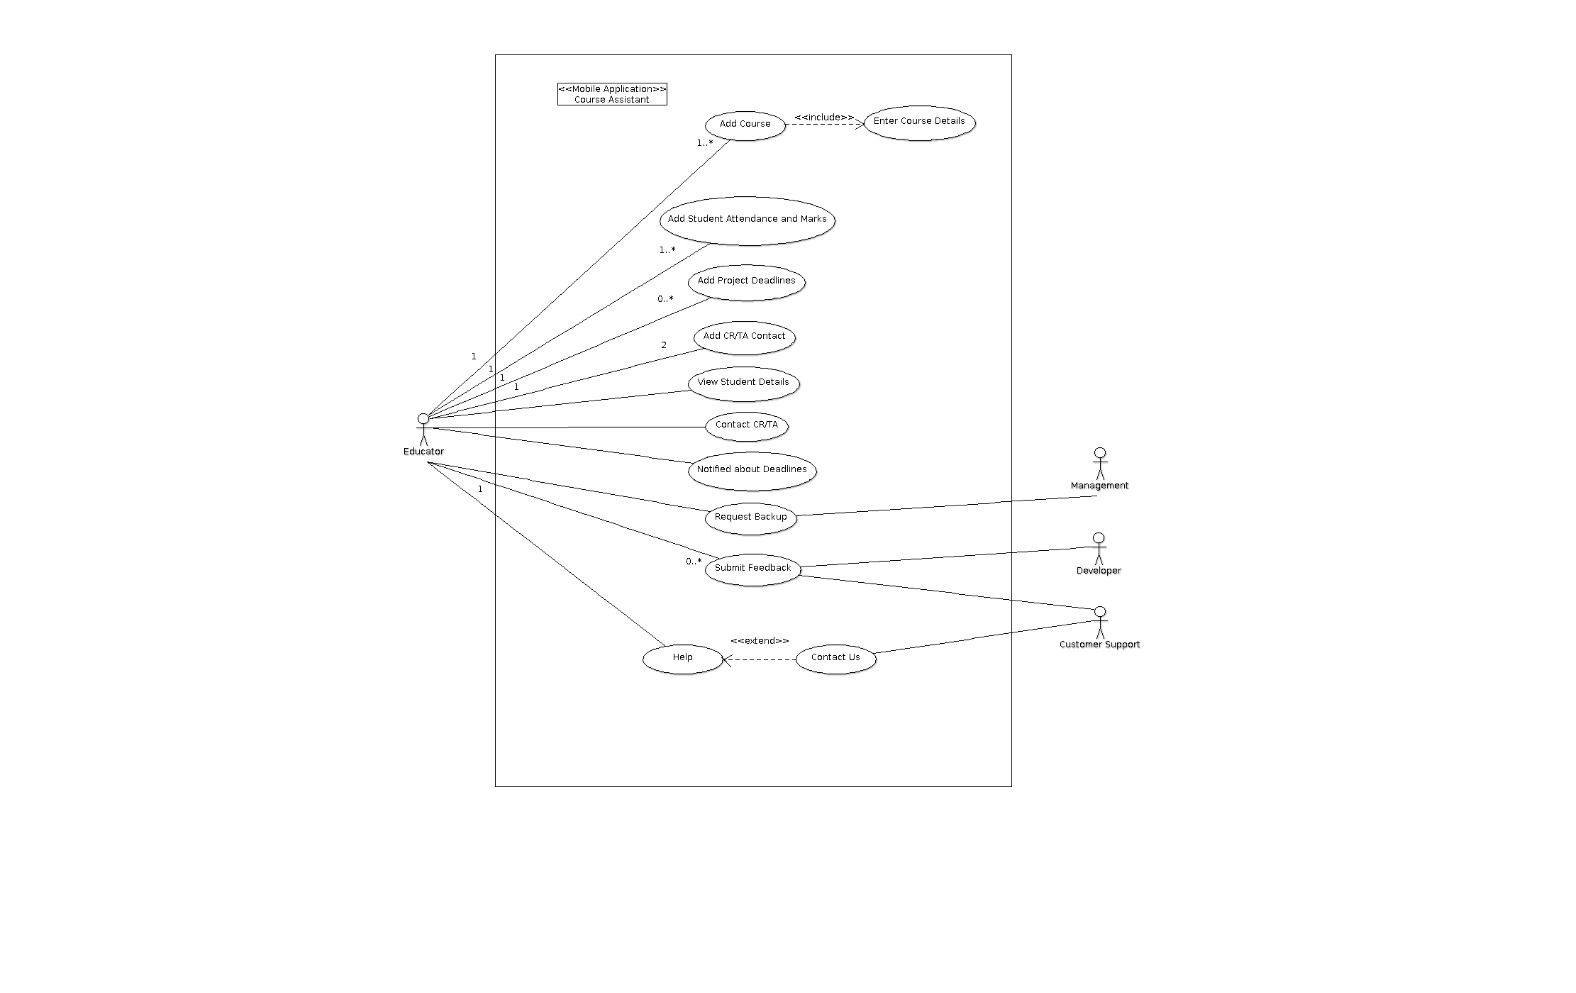 <<Mobile Application>>
Course Assistant
Add Course
<<include>>
Enter Course Details
1..*
Add Student Attendance and Marks
1..*
Add Project Deadlines
0..*
Add CR/TA Contact
2
1
1
1
1
View Student Details
Contact CR/TA
Educator
Notified about Deadlines
Management
1
Request Backup
0..*
Submit Feedback
Developer
<<extend>>
Customer Support
Help
Contact Us